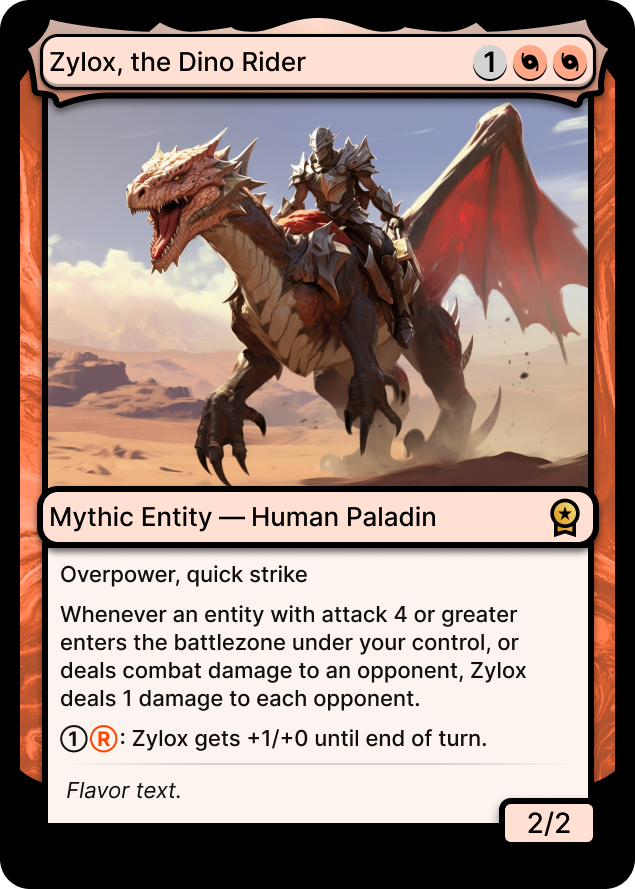 Zylox, the Dino Rider 1
Mythic Entity — Human Paladin
Overpower, quick strike
Whenever an entity with attack 4 or greater
enters the battlezone under your control, or
deals combat damage to an opponent, Zylox
deals 1 damage to each opponent.
1 R: Zylox gets +1/+0 until end of turn.
Flavor text.
2/2